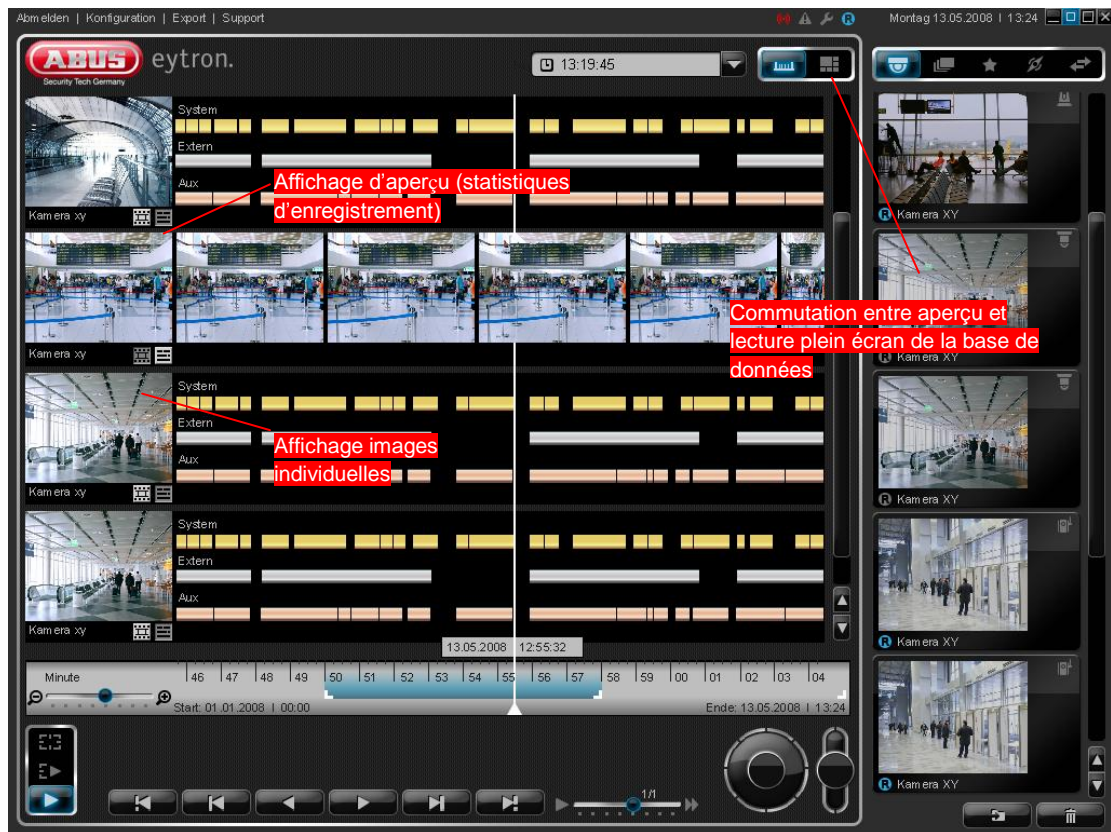 Abmelden | Konfiguration | Export | Support
Montag 13.05.2008 | 13:24
ABUS eytron.
Security Tech Germany
13:19:45
System
Extern
Aux
Kamera xy
Affichage d'aperçu (statistiques
d'enregistrement)
Kamera xy
System
Extern
Aux
Kamera xy
Affichage images
individuelles
System
Extern
Aux
Kamera xy
Commutation entre aperçu et
lecture plein écran de la base de
données
Kamera XY
Kamera XY
Kamera XY
Kamera XY
Kamera XY
13.05.2008 12:55:32
Minute
46 47 48 49 50 51 52 53 54 55 56 57 58 59 00 01 02 03 04
Start: 01.01.2008 | 00:00
Ende: 13.05.2008 | 13:24
1/1